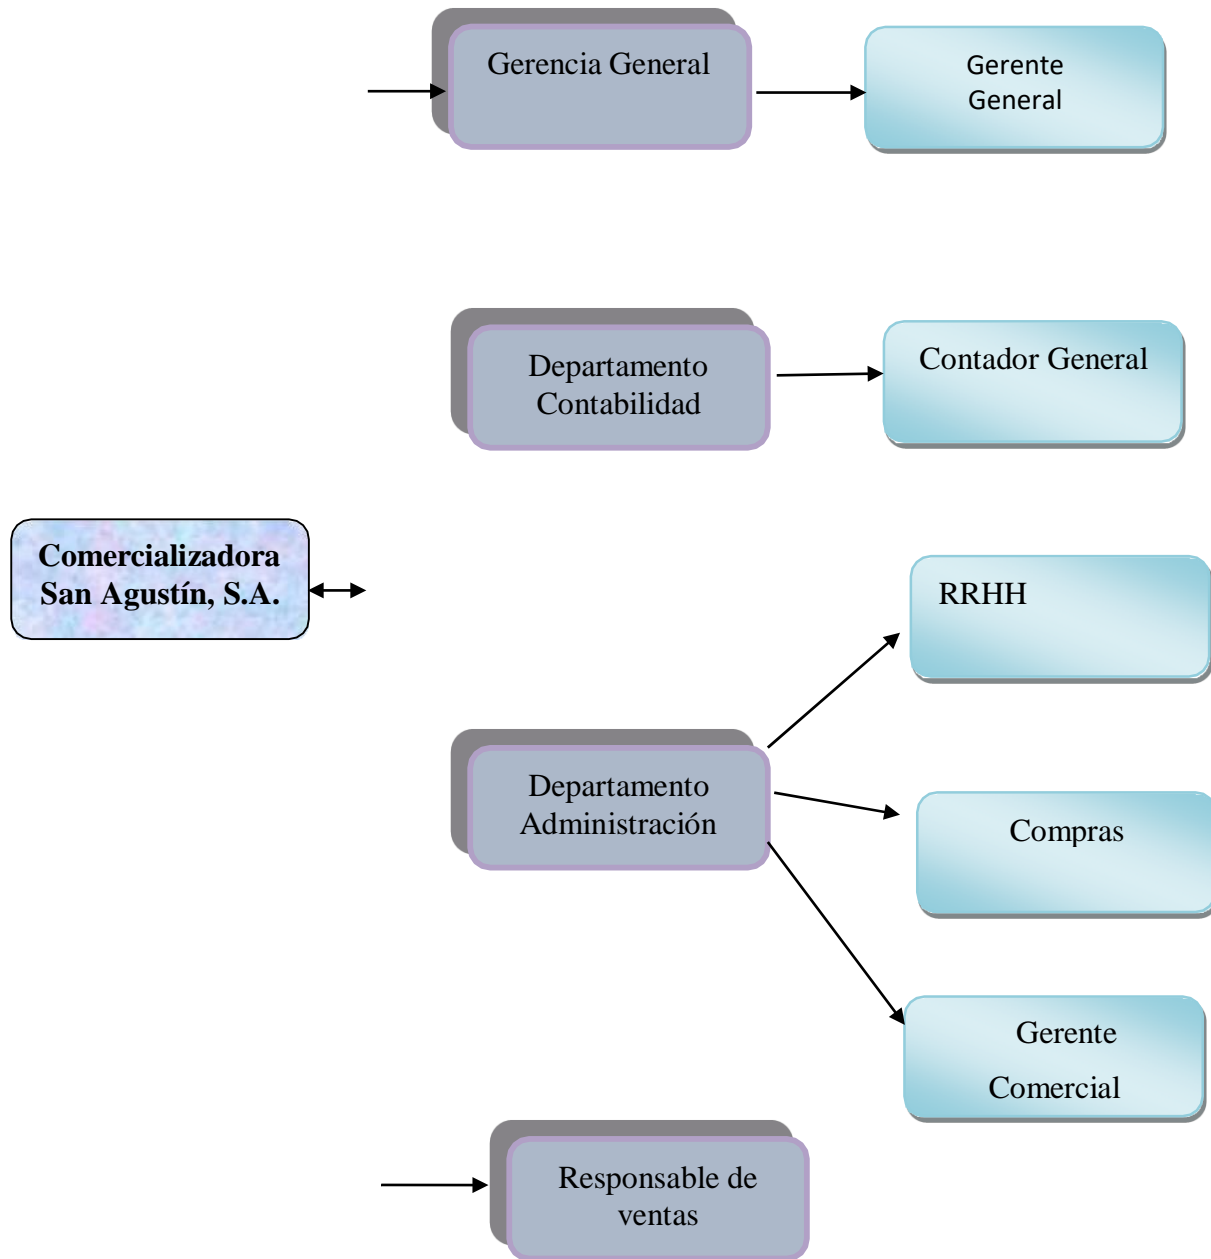 Gerencia General
Gerente
General
Departamento
Contabilidad
Contador General
Comercializadora
San Agustín, S.A.
RRHH
Departamento
Administración
Compras
Gerente
Comercial
Responsable de
ventas